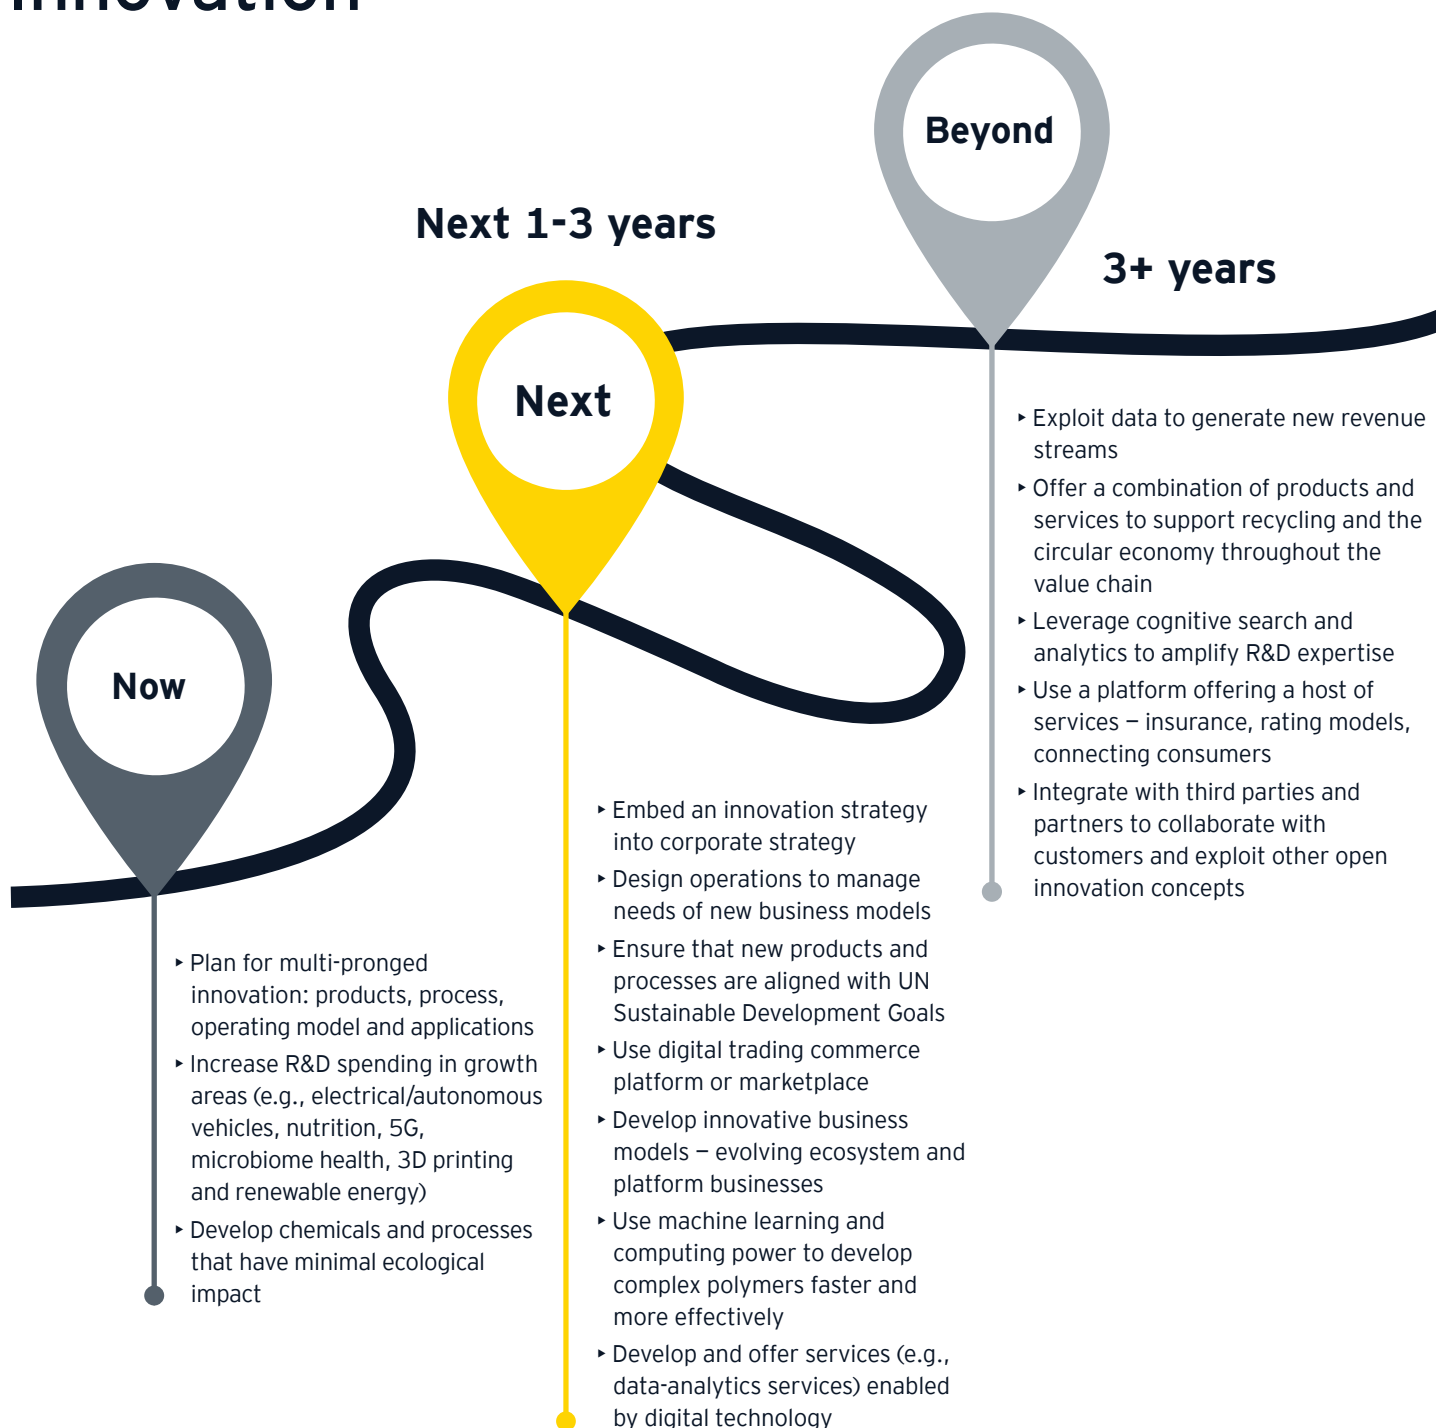 Innovation
Beyond
Next 1-3 years
3+ years
Next
Now
‣ Plan for multi-pronged
innovation: products, process,
operating model and applications
‣ Increase R&D spending in growth
areas (e.g., electrical/autonomous
vehicles, nutrition, 5G,
microbiome health, 3D printing
and renewable energy)
‣ Develop chemicals and processes
that have minimal ecological
impact
‣ Embed an innovation strategy
into corporate strategy
‣ Design operations to manage
needs of new business models
‣ Ensure that new products and
processes are aligned with UN
Sustainable Development Goals
‣ Use digital trading commerce
platform or marketplace
‣ Develop innovative business
models – evolving ecosystem and
platform businesses
‣ Use machine learning and
computing power to develop
complex polymers faster and
more effectively
‣ Develop and offer services (e.g.,
data-analytics services) enabled
by digital technology
‣ Exploit data to generate new revenue
streams
‣ Offer a combination of products and
services to support recycling and the
circular economy throughout the
value chain
‣ Leverage cognitive search and
analytics to amplify R&D expertise
‣ Use a platform offering a host of
services – insurance, rating models,
connecting consumers
‣ Integrate with third parties and
partners to collaborate with
customers and exploit other open
innovation concepts